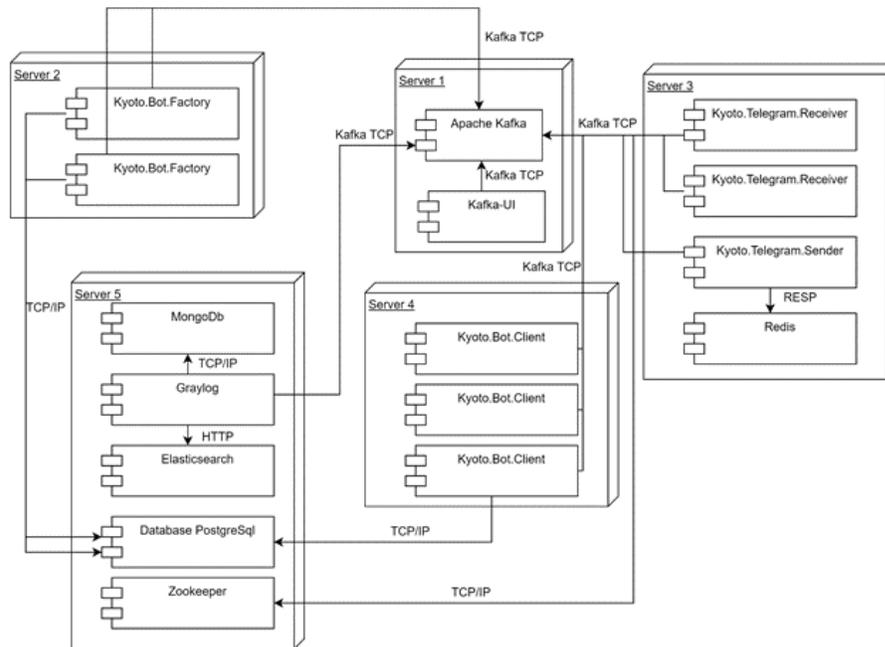 Kafka TCP
Server 2
Kyoto.Bot.Factory
Kyoto.Bot.Factory
Server 1
Apache Kafka
Kafka TCP
Kafka-UI
Kafka TCP
Kafka TCP
Server 3
Kyoto.Telegram.Receiver
Kyoto.Telegram.Receiver
Kyoto.Telegram.Sender
RESP
Redis
Kafka TCP
TCP/IP
Server 5
MongoDb
TCP/IP
Graylog
HTTP
Elasticsearch
Database PostgreSql
Zookeeper
Server 4
Kyoto.Bot.Client
Kyoto.Bot.Client
Kyoto.Bot.Client
TCP/IP
TCP/IP